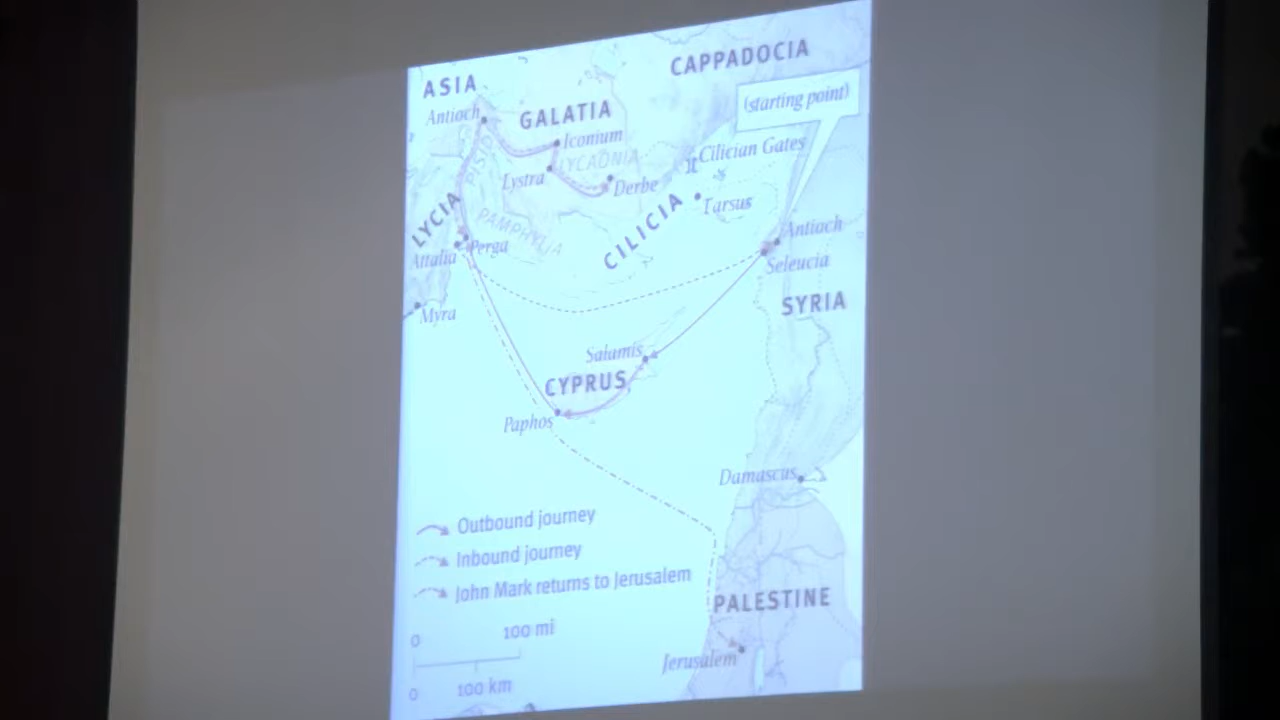 ASIA
CAPPADOCIA
(starting point)
Antioch
GALATIA
Iconium
LYCAONIA
Cilician Gates
Lystra
Derbe
Tarsus
LYCIA
PAMPHYLIA
CILICIA
Antioch
Attalia
Perga
Seleucia
SYRIA
Myra
Salamis
CYPRUS
Paphos
Damascus
Outbound journey
Inbound journey
John Mark returns to Jerusalem
PALESTINE
0 100 mi
Jerusalem
0 100 km